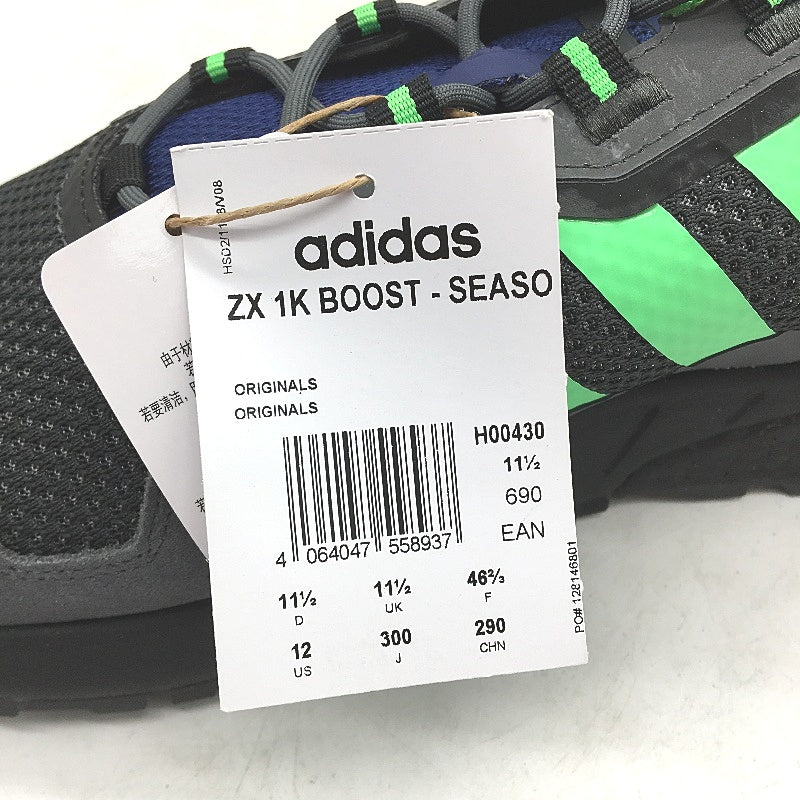 adidas
ZX 1K BOOST - SEASO
ORIGINALS
ORIGINALS
H00430
11½
690
EAN
4 064047 558937
11½ 11½ 46⅔
D UK F
12 300 290
US J CHN
PO# 128146801
由于材
若要清洁,